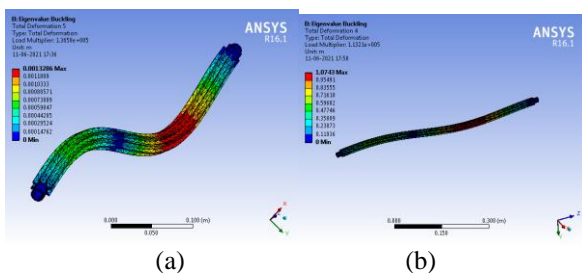 B: Eigenvalue Buckling
Total Deformation 5
Type: Total Deformation
Load Multiplier: 1.3650e+005
Unit: m
11-06-2021 17:36
0.0013286 Max
0.0011809
0.0010333
0.00088571
0.00073809
0.00059047
0.00044285
0.00029524
0.00014762
0 Min
ANSYS
R16.1
0.000
0.100 (m)
0.050
X
Y
(a)
B: Eigenvalue Buckling
Total Deformation 4
Type: Total Deformation
Load Multiplier: 1.1321e+005
Unit: m
11-06-2021 17:58
1.0743 Max
0.95491
0.83555
0.71618
0.59682
0.47746
0.35809
0.23873
0.11936
0 Min
ANSYS
R16.1
0.000
0.300 (m)
0.150
Z
(b)